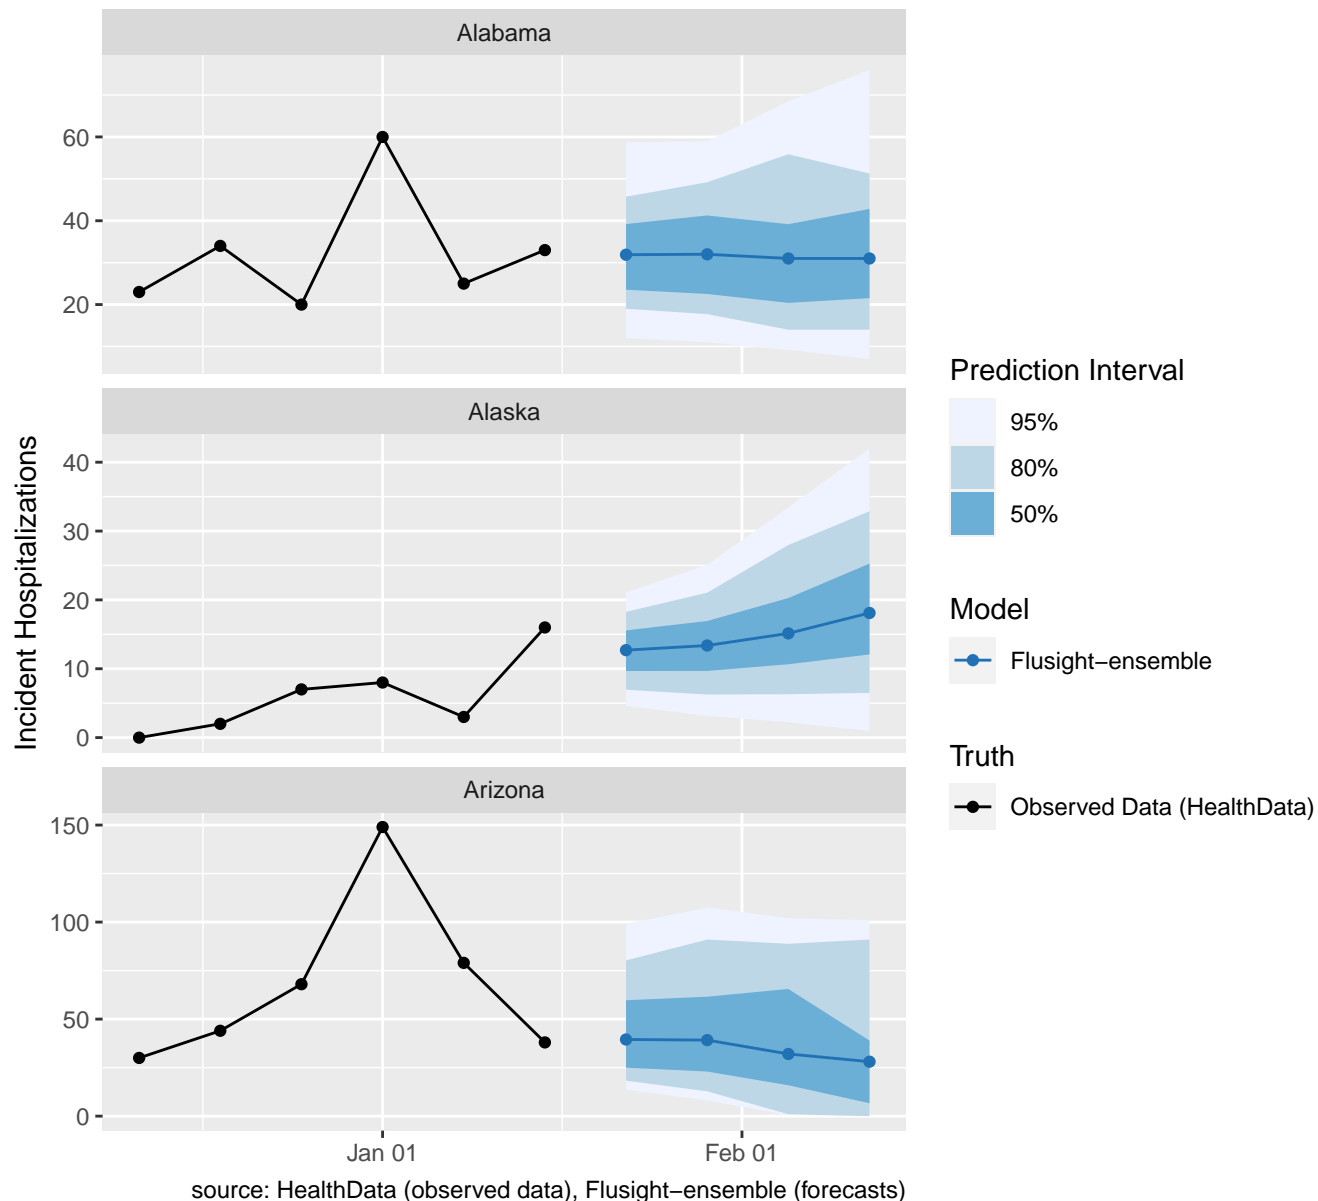 Alabama
60
40
20
Alaska
40
30
20
10
0
Arizona
150
100
50
0
Jan 01
Feb 01
Incident Hospitalizations
source: HealthData (observed data), Flusight−ensemble (forecasts)
Prediction Interval
95%
80%
50%
Model
Flusight−ensemble
Truth
Observed Data (HealthData)